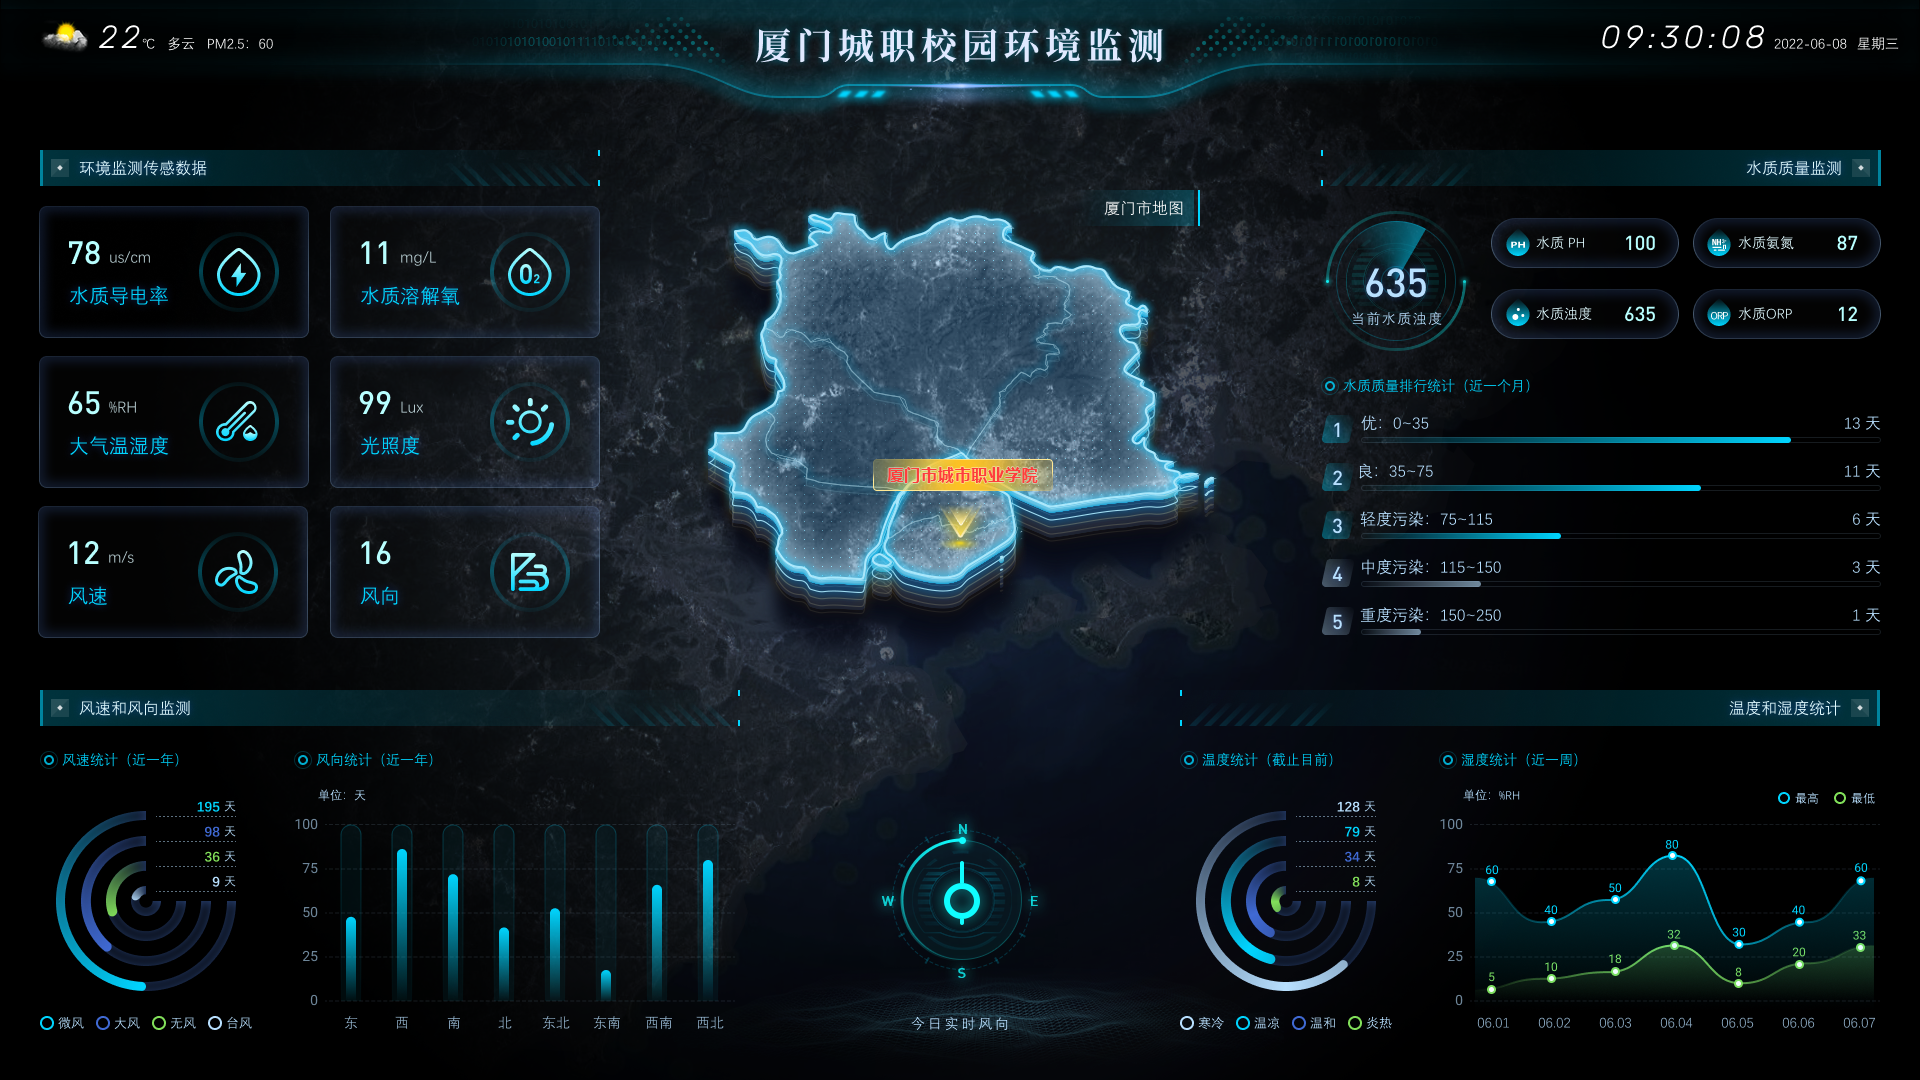 22℃ 多云 PM2.5: 60
厦门城职校园环境监测
09:30:08 2022-06-08 星期三
环境监测传感数据
78 us/cm
水质导电率
11 mg/L
水质溶解氧
O2
65 %RH
大气温湿度
99 Lux
光照度
12 m/s
风速
16
风向
厦门市地图
厦门市城市职业学院
水质质量监测
635
当前水质浊度
PH 水质 PH 100
水质氨氮 87
水质浊度 635
ORP 水质ORP 12
水质质量排行统计（近一个月）
1 优: 0~35 13 天
2 良: 35~75 11 天
3 轻度污染: 75~115 6 天
4 中度污染: 115~150 3 天
5 重度污染: 150~250 1 天
风速和风向监测
风速统计（近一年）
195 天
98 天
36 天
9 天
微风 大风 无风 台风
风向统计（近一年）
单位: 天
100
75
50
25
0
东 西 南 北 东北 东南 西南 西北
N
W E
S
今日实时风向
温度和湿度统计
温度统计（截止目前）
128 天
79 天
34 天
8 天
寒冷 温凉 温和 炎热
湿度统计（近一周）
单位: %RH
最高 最低
100
75
50
25
0
60 40 50 80 30 40 60
5 10 18 32 8 20 33
06.01 06.02 06.03 06.04 06.05 06.06 06.07